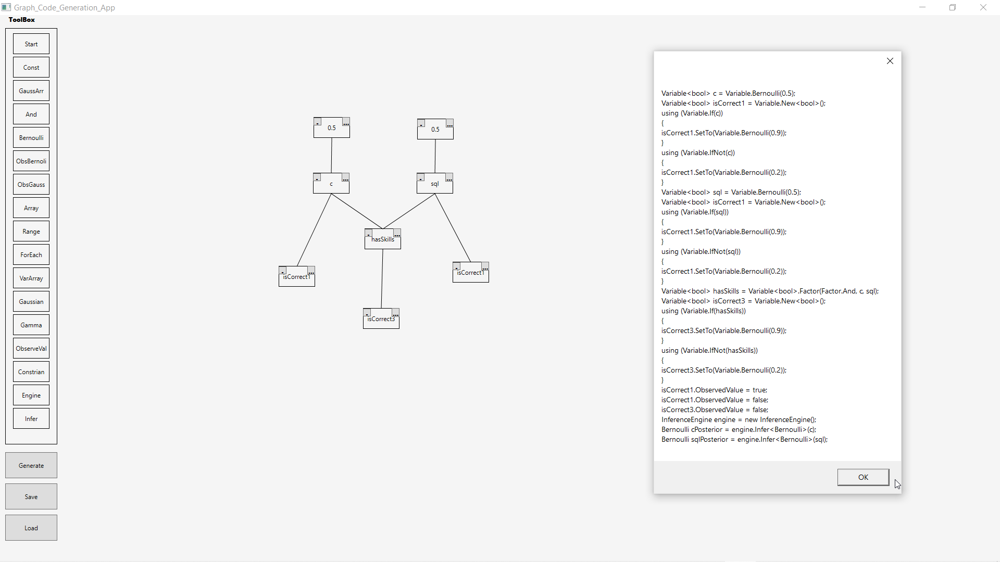 Graph_Code_Generation_App
ToolBox
Start
Const
GaussArr
And
Bernoulli
ObsBernoli
ObsGauss
Array
Range
ForEach
VarArray
Gaussian
Gamma
ObserveVal
Constrian
Engine
Infer
Generate
Save
Load
- 0.5 ...
- 0.5 ...
- c ...
- sql ...
- hasSkills ...
- isCorrect1 ...
- isCorrect1 ...
- isCorrect3 ...
Variable<bool> c = Variable.Bernoulli(0.5);
Variable<bool> isCorrect1 = Variable.New<bool>();
using (Variable.If(c))
{
isCorrect1.SetTo(Variable.Bernoulli(0.9));
}
using (Variable.IfNot(c))
{
isCorrect1.SetTo(Variable.Bernoulli(0.2));
}
Variable<bool> sql = Variable.Bernoulli(0.5);
Variable<bool> isCorrect1 = Variable.New<bool>();
using (Variable.If(sql))
{
isCorrect1.SetTo(Variable.Bernoulli(0.9));
}
using (Variable.IfNot(sql))
{
isCorrect1.SetTo(Variable.Bernoulli(0.2));
}
Variable<bool> hasSkills = Variable<bool>.Factor(Factor.And, c, sql);
Variable<bool> isCorrect3 = Variable.New<bool>();
using (Variable.If(hasSkills))
{
isCorrect3.SetTo(Variable.Bernoulli(0.9));
}
using (Variable.IfNot(hasSkills))
{
isCorrect3.SetTo(Variable.Bernoulli(0.2));
}
isCorrect1.ObservedValue = true;
isCorrect1.ObservedValue = false;
isCorrect3.ObservedValue = false;
InferenceEngine engine = new InferenceEngine();
Bernoulli cPosterior = engine.Infer<Bernoulli>(c);
Bernoulli sqlPosterior = engine.Infer<Bernoulli>(sql);
OK